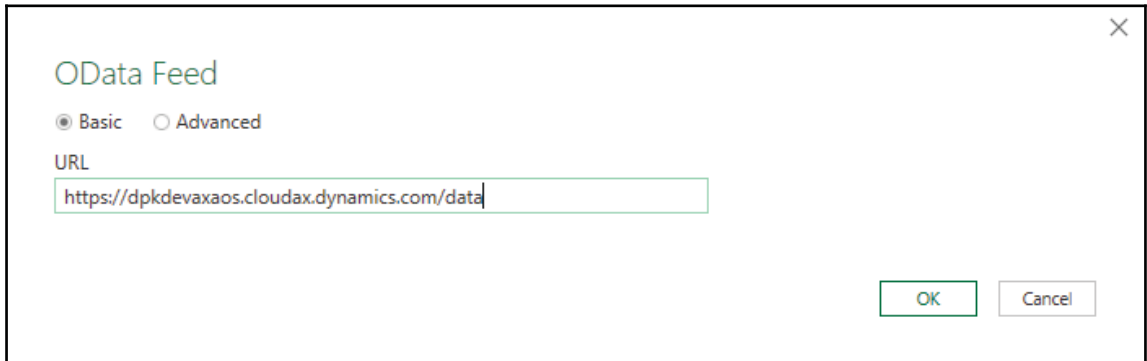 OData Feed
Basic Advanced
URL
https://dpkdevaxaos.cloudax.dynamics.com/data
OK Cancel